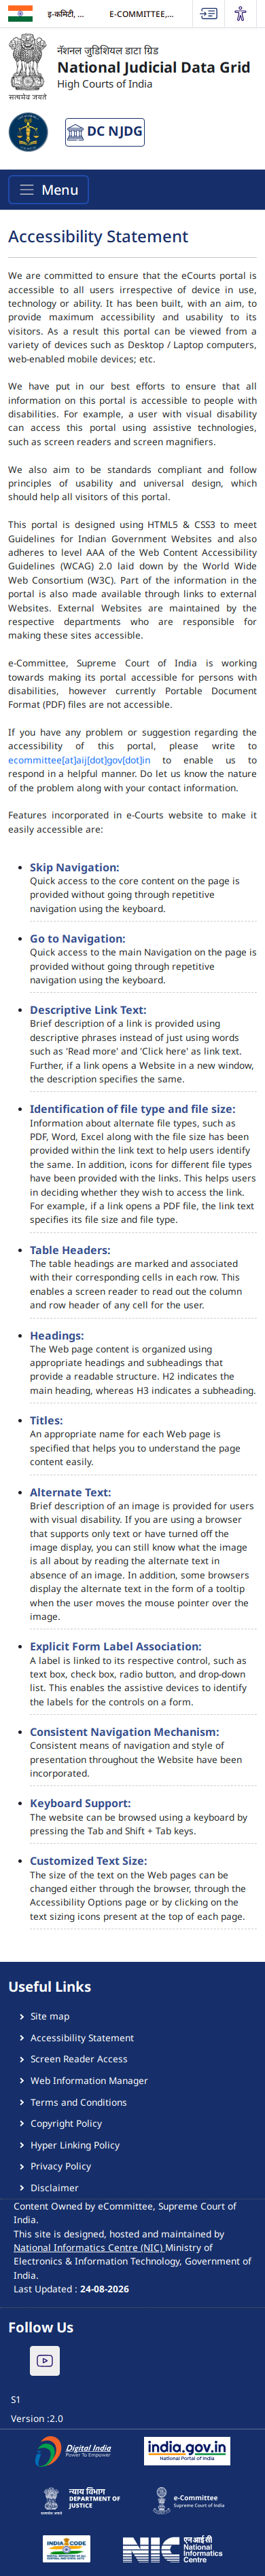 इ-कमिटी, ...
E-COMMITTEE,...
नॅशनल जुडिशियल डाटा ग्रिड
National Judicial Data Grid
High Courts of India
सत्यमेव जयते
DC NJDG
Menu
Accessibility Statement
We are committed to ensure that the eCourts portal is
accessible to all users irrespective of device in use,
technology or ability. It has been built, with an aim, to
provide maximum accessibility and usability to its
visitors. As a result this portal can be viewed from a
variety of devices such as Desktop / Laptop computers,
web-enabled mobile devices; etc.
We have put in our best efforts to ensure that all
information on this portal is accessible to people with
disabilities. For example, a user with visual disability
can access this portal using assistive technologies,
such as screen readers and screen magnifiers.
We also aim to be standards compliant and follow
principles of usability and universal design, which
should help all visitors of this portal.
This portal is designed using HTML5 & CSS3 to meet
Guidelines for Indian Government Websites and also
adheres to level AAA of the Web Content Accessibility
Guidelines (WCAG) 2.0 laid down by the World Wide
Web Consortium (W3C). Part of the information in the
portal is also made available through links to external
Websites. External Websites are maintained by the
respective departments who are responsible for
making these sites accessible.
e-Committee, Supreme Court of India is working
towards making its portal accessible for persons with
disabilities, however currently Portable Document
Format (PDF) files are not accessible.
If you have any problem or suggestion regarding the
accessibility of this portal, please write to
ecommittee[at]aij[dot]gov[dot]in to enable us to
respond in a helpful manner. Do let us know the nature
of the problem along with your contact information.
Features incorporated in e-Courts website to make it
easily accessible are:
• Skip Navigation:
Quick access to the core content on the page is
provided without going through repetitive
navigation using the keyboard.
• Go to Navigation:
Quick access to the main Navigation on the page is
provided without going through repetitive
navigation using the keyboard.
• Descriptive Link Text:
Brief description of a link is provided using
descriptive phrases instead of just using words
such as 'Read more' and 'Click here' as link text.
Further, if a link opens a Website in a new window,
the description specifies the same.
• Identification of file type and file size:
Information about alternate file types, such as
PDF, Word, Excel along with the file size has been
provided within the link text to help users identify
the same. In addition, icons for different file types
have been provided with the links. This helps users
in deciding whether they wish to access the link.
For example, if a link opens a PDF file, the link text
specifies its file size and file type.
• Table Headers:
The table headings are marked and associated
with their corresponding cells in each row. This
enables a screen reader to read out the column
and row header of any cell for the user.
• Headings:
The Web page content is organized using
appropriate headings and subheadings that
provide a readable structure. H2 indicates the
main heading, whereas H3 indicates a subheading.
• Titles:
An appropriate name for each Web page is
specified that helps you to understand the page
content easily.
• Alternate Text:
Brief description of an image is provided for users
with visual disability. If you are using a browser
that supports only text or have turned off the
image display, you can still know what the image
is all about by reading the alternate text in
absence of an image. In addition, some browsers
display the alternate text in the form of a tooltip
when the user moves the mouse pointer over the
image.
• Explicit Form Label Association:
A label is linked to its respective control, such as
text box, check box, radio button, and drop-down
list. This enables the assistive devices to identify
the labels for the controls on a form.
• Consistent Navigation Mechanism:
Consistent means of navigation and style of
presentation throughout the Website have been
incorporated.
• Keyboard Support:
The website can be browsed using a keyboard by
pressing the Tab and Shift + Tab keys.
• Customized Text Size:
The size of the text on the Web pages can be
changed either through the browser, through the
Accessibility Options page or by clicking on the
text sizing icons present at the top of each page.
Useful Links
Site map
Accessibility Statement
Screen Reader Access
Web Information Manager
Terms and Conditions
Copyright Policy
Hyper Linking Policy
Privacy Policy
Disclaimer
Content Owned by eCommittee, Supreme Court of
India.
This site is designed, hosted and maintained by
National Informatics Centre (NIC) Ministry of
Electronics & Information Technology, Government of
India.
Last Updated : 24-08-2026
Follow Us
S1
Version :2.0
Digital India
Power To Empower
india.gov.in
National Portal of India
न्याय विभाग
DEPARTMENT OF
JUSTICE
e-Committee
Supreme Court of India
INDIA CODE
NIC एन आई सी
National
Informatics
Centre